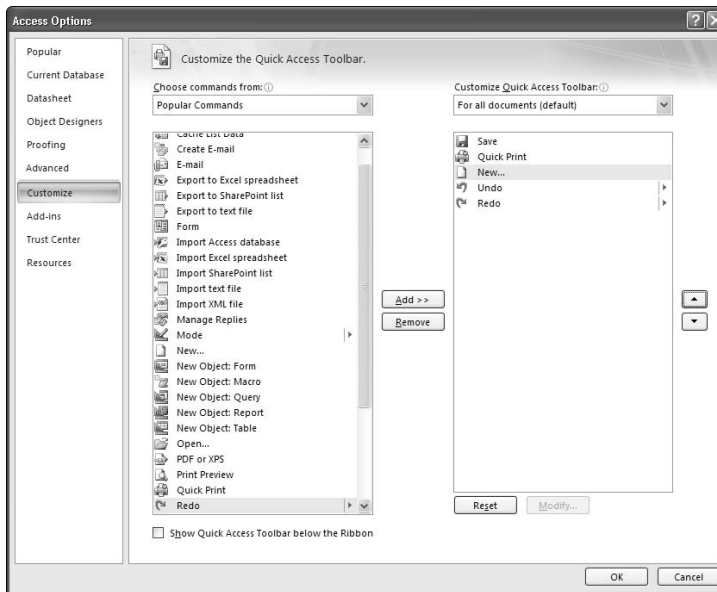 Access Options
Popular
Current Database
Datasheet
Object Designers
Proofing
Advanced
Customize
Add-ins
Trust Center
Resources
Customize the Quick Access Toolbar.
Choose commands from:
Popular Commands
Cache List Data
Create E-mail
E-mail
Export to Excel spreadsheet
Export to SharePoint list
Export to text file
Form
Import Access database
Import Excel spreadsheet
Import SharePoint list
Import text file
Import XML file
Manage Replies
Mode
New...
New Object: Form
New Object: Macro
New Object: Query
New Object: Report
New Object: Table
Open...
PDF or XPS
Print Preview
Quick Print
Redo
Show Quick Access Toolbar below the Ribbon
Add >>
Remove
Customize Quick Access Toolbar:
For all documents (default)
Save
Quick Print
New...
Undo
Redo
Reset
Modify...
OK
Cancel